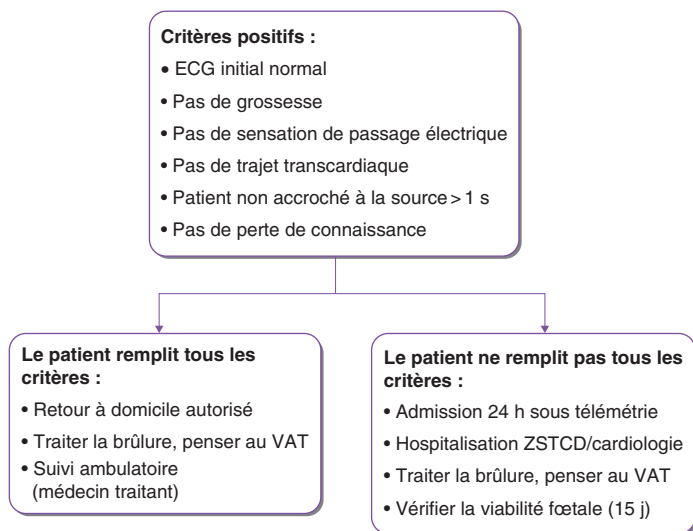 Critères positifs :
• ECG initial normal
• Pas de grossesse
• Pas de sensation de passage électrique
• Pas de trajet transcardiaque
• Patient non accroché à la source > 1 s
• Pas de perte de connaissance
Le patient remplit tous les
critères :
• Retour à domicile autorisé
• Traiter la brûlure, penser au VAT
• Suivi ambulatoire
(médecin traitant)
Le patient ne remplit pas tous les
critères :
• Admission 24 h sous télémétrie
• Hospitalisation ZSTCD/cardiologie
• Traiter la brûlure, penser au VAT
• Vérifier la viabilité fœtale (15 j)